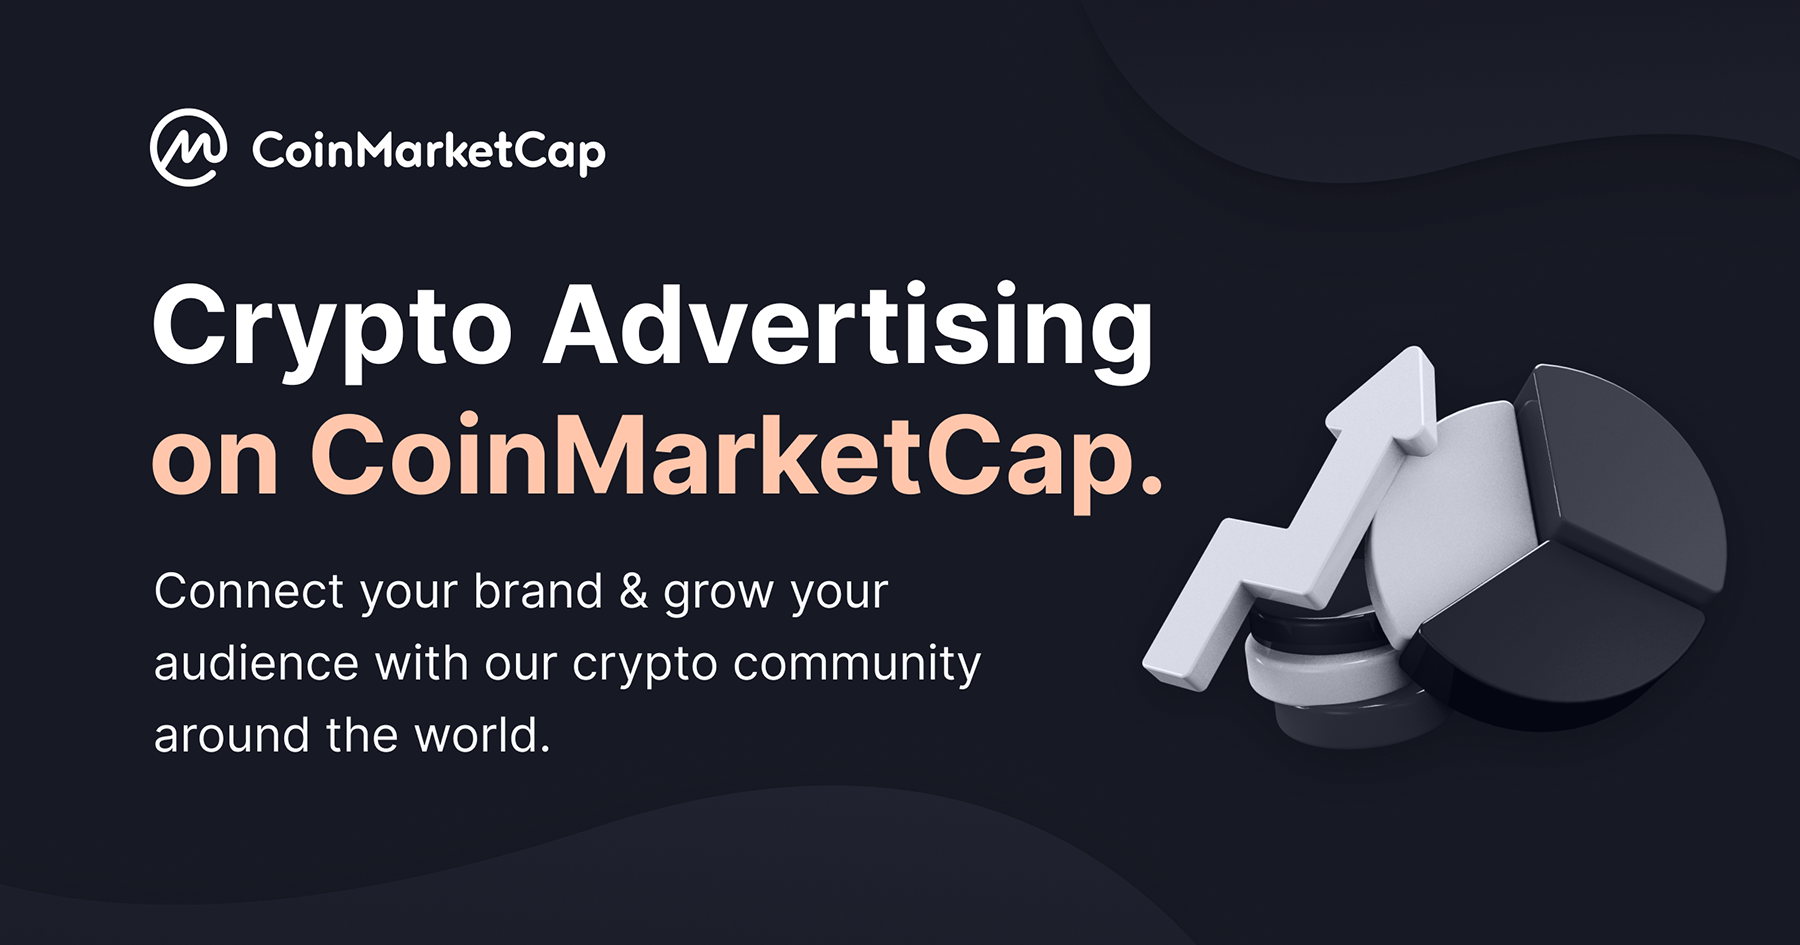 CoinMarketCap
Crypto Advertising
on CoinMarketCap.
Connect your brand & grow your
audience with our crypto community
around the world.